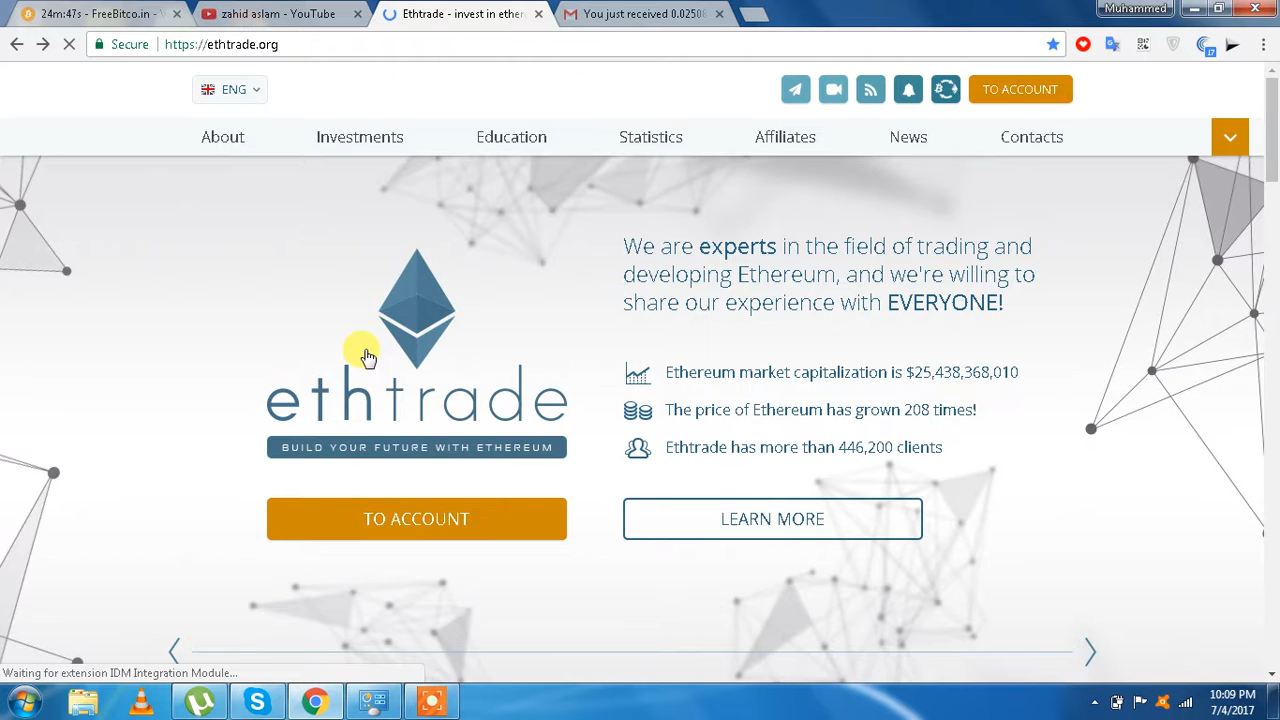 24m:47s - FreeBitco.in - V
zahid aslam - YouTube
Ethtrade - invest in ether
You just received 0.02508
Muhammed
Secure
https://ethtrade.org
17
ENG
TO ACCOUNT
About
Investments
Education
Statistics
Affiliates
News
Contacts
We are experts in the field of trading and
developing Ethereum, and we're willing to
share our experience with EVERYONE!
ethtrade
BUILD YOUR FUTURE WITH ETHEREUM
Ethereum market capitalization is $25,438,368,010
The price of Ethereum has grown 208 times!
Ethtrade has more than 446,200 clients
TO ACCOUNT
LEARN MORE
Waiting for extension IDM Integration Module...
10:09 PM
7/4/2017